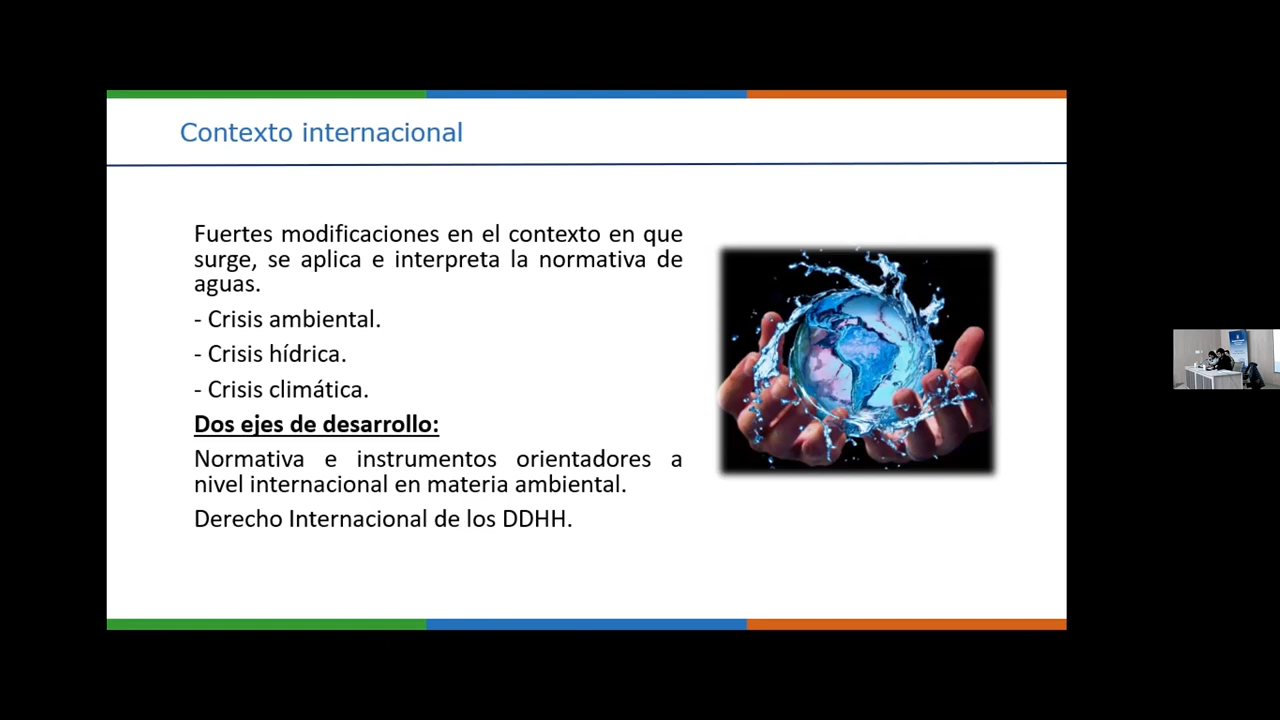 Contexto internacional
Fuertes modificaciones en el contexto en que
surge, se aplica e interpreta la normativa de
aguas.
- Crisis ambiental.
- Crisis hídrica.
- Crisis climática.
Dos ejes de desarrollo:
Normativa e instrumentos orientadores a
nivel internacional en materia ambiental.
Derecho Internacional de los DDHH.